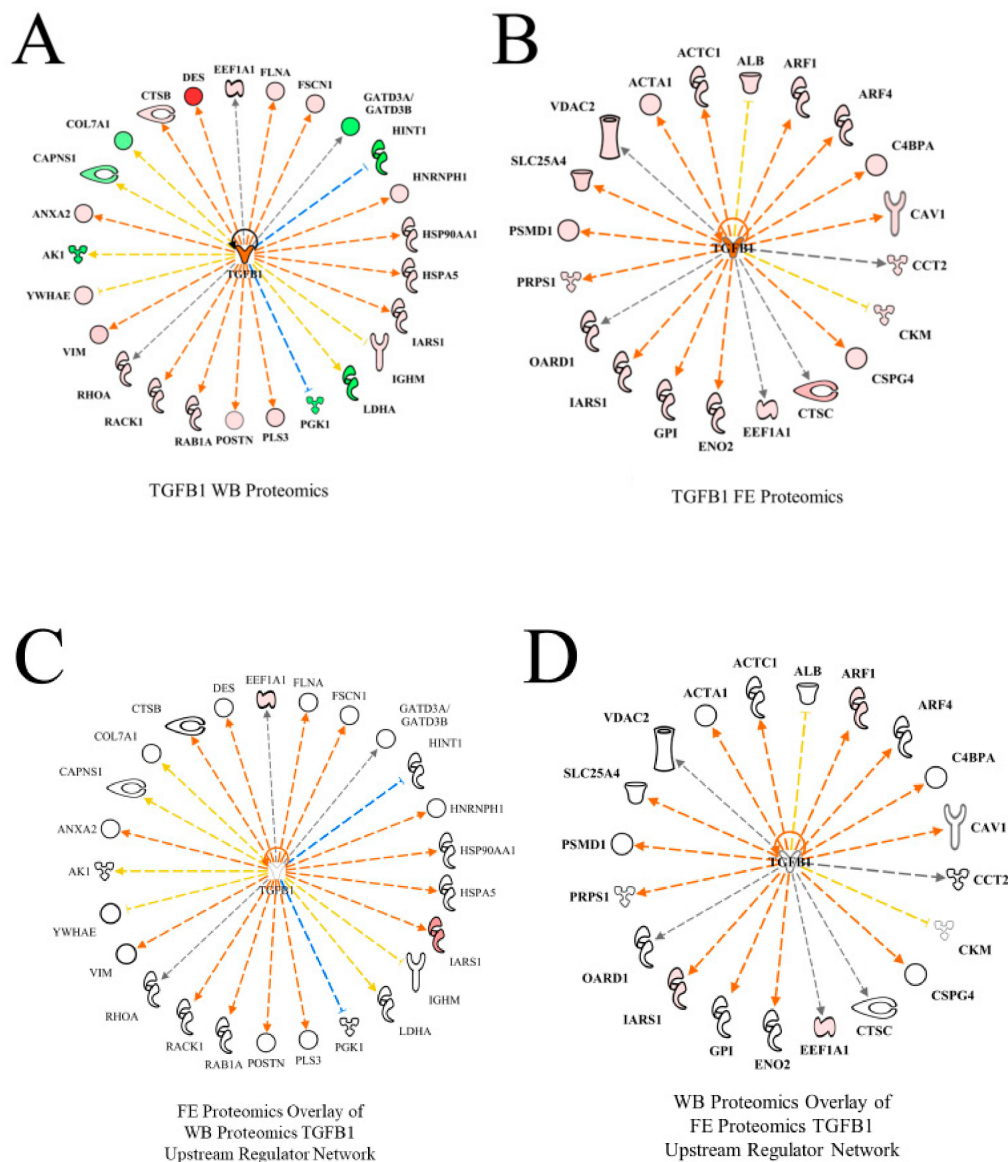 A
EEF1A1
FLNA
DES
FSCN1
CTSB
GATD3A/
GATD3B
COL7A1
HINT1
CAPNS1
HNRNPH1
ANXA2
HSP90AA1
AK1
TGFB1
HSPA5
YWHAE
IARS1
VIM
IGHM
RHOA
LDHA
RACK1
PGK1
RAB1A
POSTN
PLS3
TGFB1 WB Proteomics
B
ACTC1
ALB
ARF1
ACTA1
ARF4
VDAC2
C4BPA
SLC25A4
CAV1
PSMD1
TGFB1
CCT2
PRPS1
CKM
OARD1
CSPG4
IARS1
CTSC
GPI
EEF1A1
ENO2
TGFB1 FE Proteomics
C
EEF1A1
FLNA
DES
FSCN1
CTSB
GATD3A/
GATD3B
COL7A1
HINT1
CAPNS1
HNRNPH1
ANXA2
HSP90AA1
AK1
TGFB1
HSPA5
YWHAE
IARS1
VIM
IGHM
RHOA
LDHA
RACK1
PGK1
RAB1A
POSTN
PLS3
FE Proteomics Overlay of
WB Proteomics TGFB1
Upstream Regulator Network
D
ACTC1
ALB
ARF1
ACTA1
ARF4
VDAC2
C4BPA
SLC25A4
CAV1
PSMD1
TGFB1
CCT2
PRPS1
CKM
OARD1
CSPG4
IARS1
CTSC
GPI
EEF1A1
ENO2
WB Proteomics Overlay of
FE Proteomics TGFB1
Upstream Regulator Network